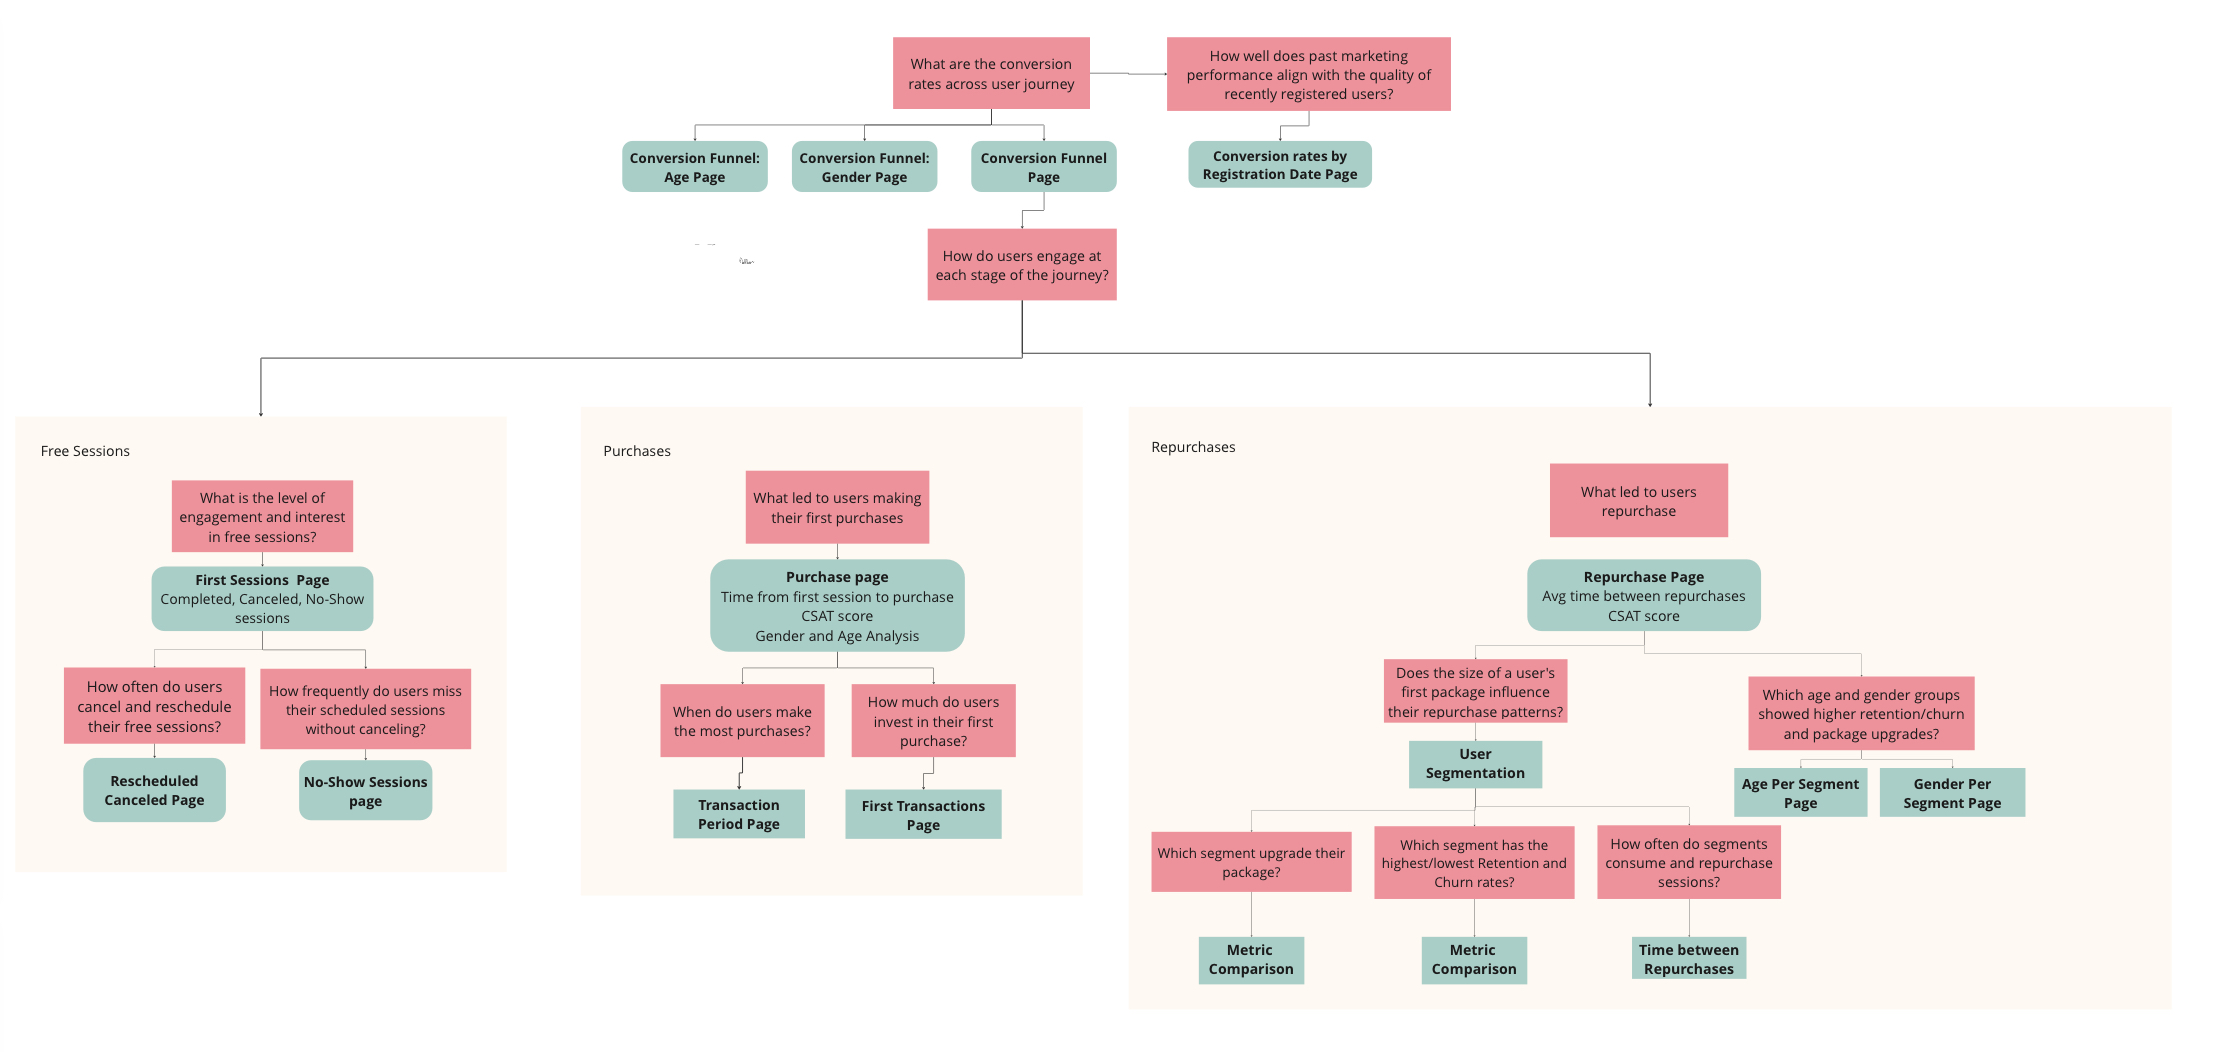 What are the conversion
rates across user journey
How well does past marketing
performance align with the quality of
recently registered users?
Conversion Funnel:
Age Page
Conversion Funnel:
Gender Page
Conversion Funnel
Page
Conversion rates by
Registration Date Page
How do users engage at
each stage of the journey?
Free Sessions
What is the level of
engagement and interest
in free sessions?
First Sessions  Page
Completed, Canceled, No-Show
sessions
How often do users
cancel and reschedule
their free sessions?
How frequently do users miss
their scheduled sessions
without canceling?
Rescheduled
Canceled Page
No-Show Sessions
page
Purchases
What led to users making
their first purchases
Purchase page
Time from first session to purchase
CSAT score
Gender and Age Analysis
When do users make
the most purchases?
How much do users
invest in their first
purchase?
Transaction
Period Page
First Transactions
Page
Repurchases
What led to users
repurchase
Repurchase Page
Avg time between repurchases
CSAT score
Does the size of a user's
first package influence
their repurchase patterns?
Which age and gender groups
showed higher retention/churn
and package upgrades?
User
Segmentation
Age Per Segment
Page
Gender Per
Segment Page
Which segment upgrade their
package?
Which segment has the
highest/lowest Retention and
Churn rates?
How often do segments
consume and repurchase
sessions?
Metric
Comparison
Metric
Comparison
Time between
Repurchases